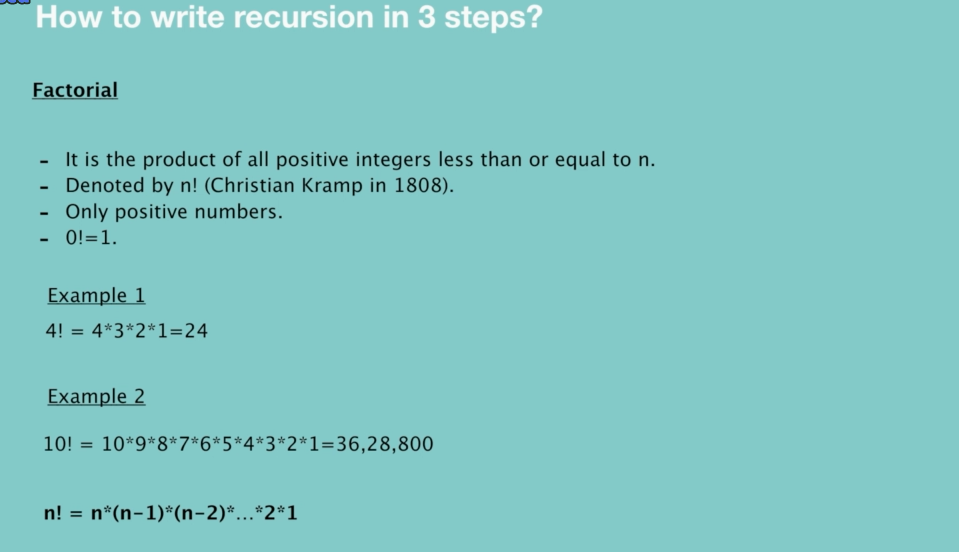 How to write recursion in 3 steps?
Factorial
- It is the product of all positive integers less than or equal to n.
- Denoted by n! (Christian Kramp in 1808).
- Only positive numbers.
- 0!=1.
Example 1
4! = 4*3*2*1=24
Example 2
10! = 10*9*8*7*6*5*4*3*2*1=36,28,800
n! = n*(n-1)*(n-2)*...*2*1